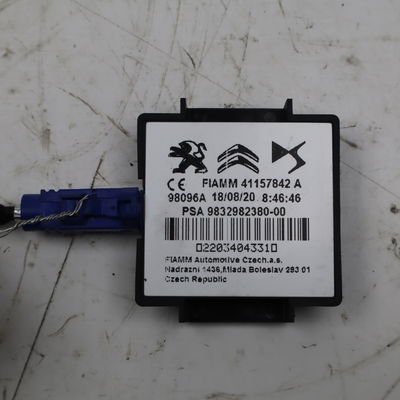 CE FIAMM 41157842 A
98096A 18/08/20 8:46:46
PSA 9832982380-00
▯2203404331▯
FIAMM Automotive Czech.a.s.
Nadrazni 1436,Mlada Boleslav 293 01
Czech Republic